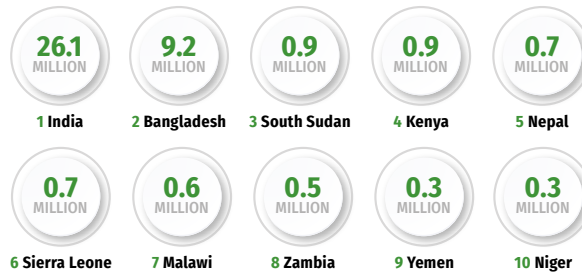 26.1
MILLION
1 India
9.2
MILLION
2 Bangladesh
0.9
MILLION
3 South Sudan
0.9
MILLION
4 Kenya
0.7
MILLION
5 Nepal
0.7
MILLION
6 Sierra Leone
0.6
MILLION
7 Malawi
0.5
MILLION
8 Zambia
0.3
MILLION
9 Yemen
0.3
MILLION
10 Niger